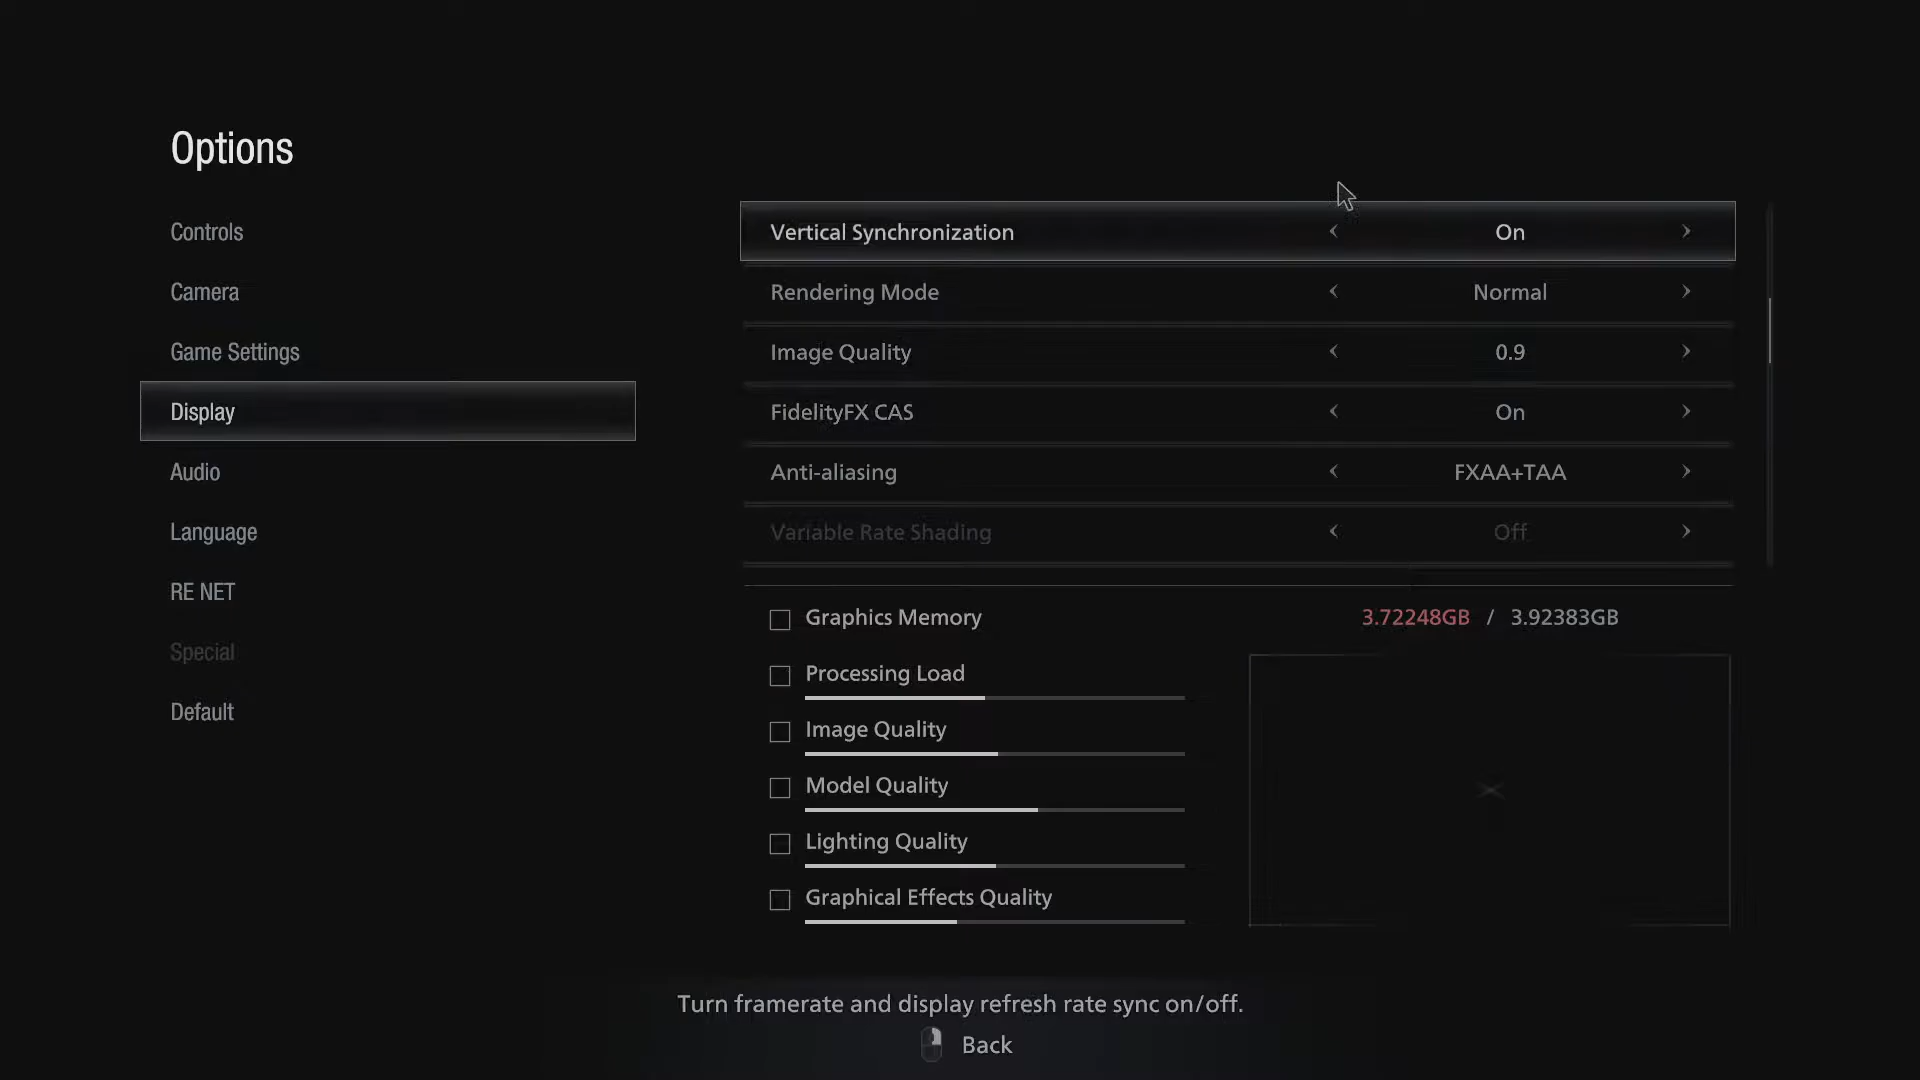 Options
Controls
Camera
Game Settings
Display
Audio
Language
RE NET
Special
Default
Vertical Synchronization < On >
Rendering Mode < Normal >
Image Quality < 0.9 >
FidelityFX CAS < On >
Anti-aliasing < FXAA+TAA >
Variable Rate Shading < Off >
Graphics Memory 3.72248GB / 3.92383GB
Processing Load
Image Quality
Model Quality
Lighting Quality
Graphical Effects Quality
Turn framerate and display refresh rate sync on/off.
Back